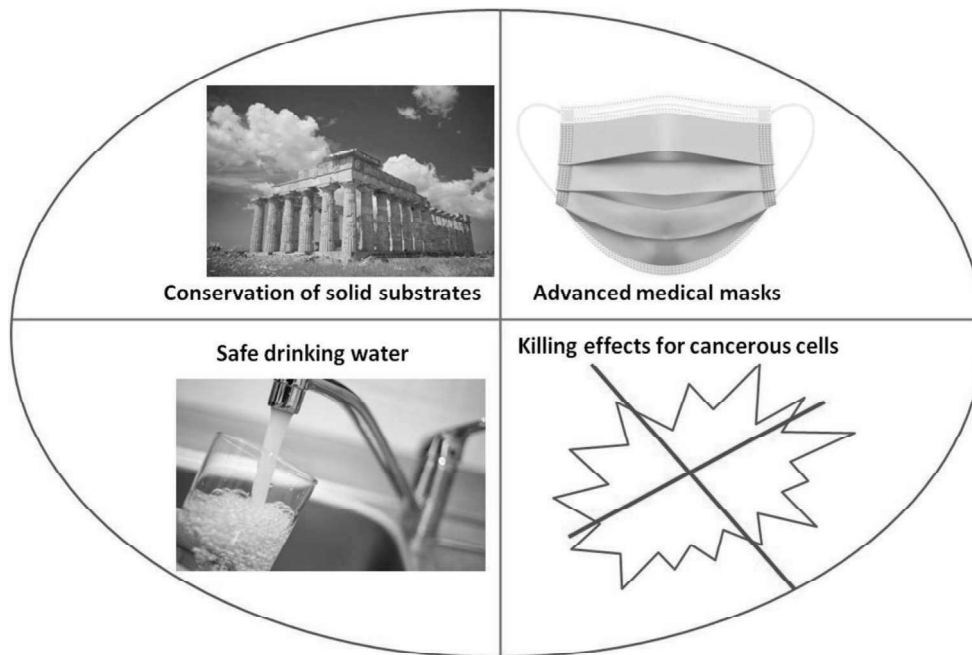 Conservation of solid substrates
Advanced medical masks
Safe drinking water
Killing effects for cancerous cells